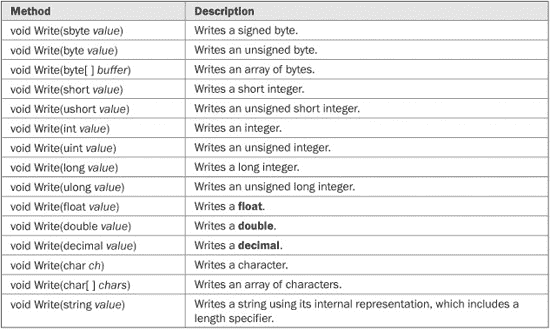 Method Description
void Write(sbyte value) Writes a signed byte.
void Write(byte value) Writes an unsigned byte.
void Write(byte[ ] buffer) Writes an array of bytes.
void Write(short value) Writes a short integer.
void Write(ushort value) Writes an unsigned short integer.
void Write(int value) Writes an integer.
void Write(uint value) Writes an unsigned integer.
void Write(long value) Writes a long integer.
void Write(ulong value) Writes an unsigned long integer.
void Write(float value) Writes a float.
void Write(double value) Writes a double.
void Write(decimal value) Writes a decimal.
void Write(char ch) Writes a character.
void Write(char[ ] chars) Writes an array of characters.
void Write(string value) Writes a string using its internal representation, which includes a
length specifier.